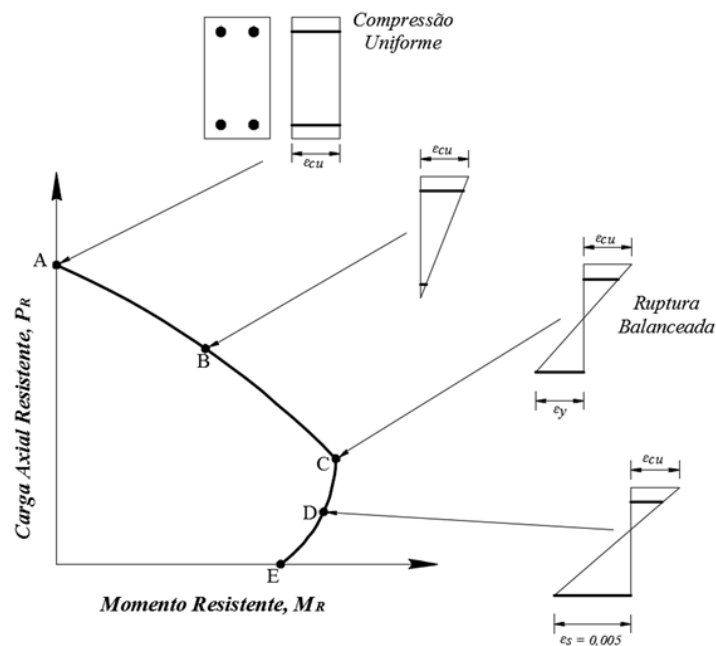 Compressão
Uniforme
εcu
εcu
A
B
εcu
Ruptura
Balanceada
εy
C
εcu
D
εs = 0,005
E
Carga Axial Resistente, PR
Momento Resistente, MR